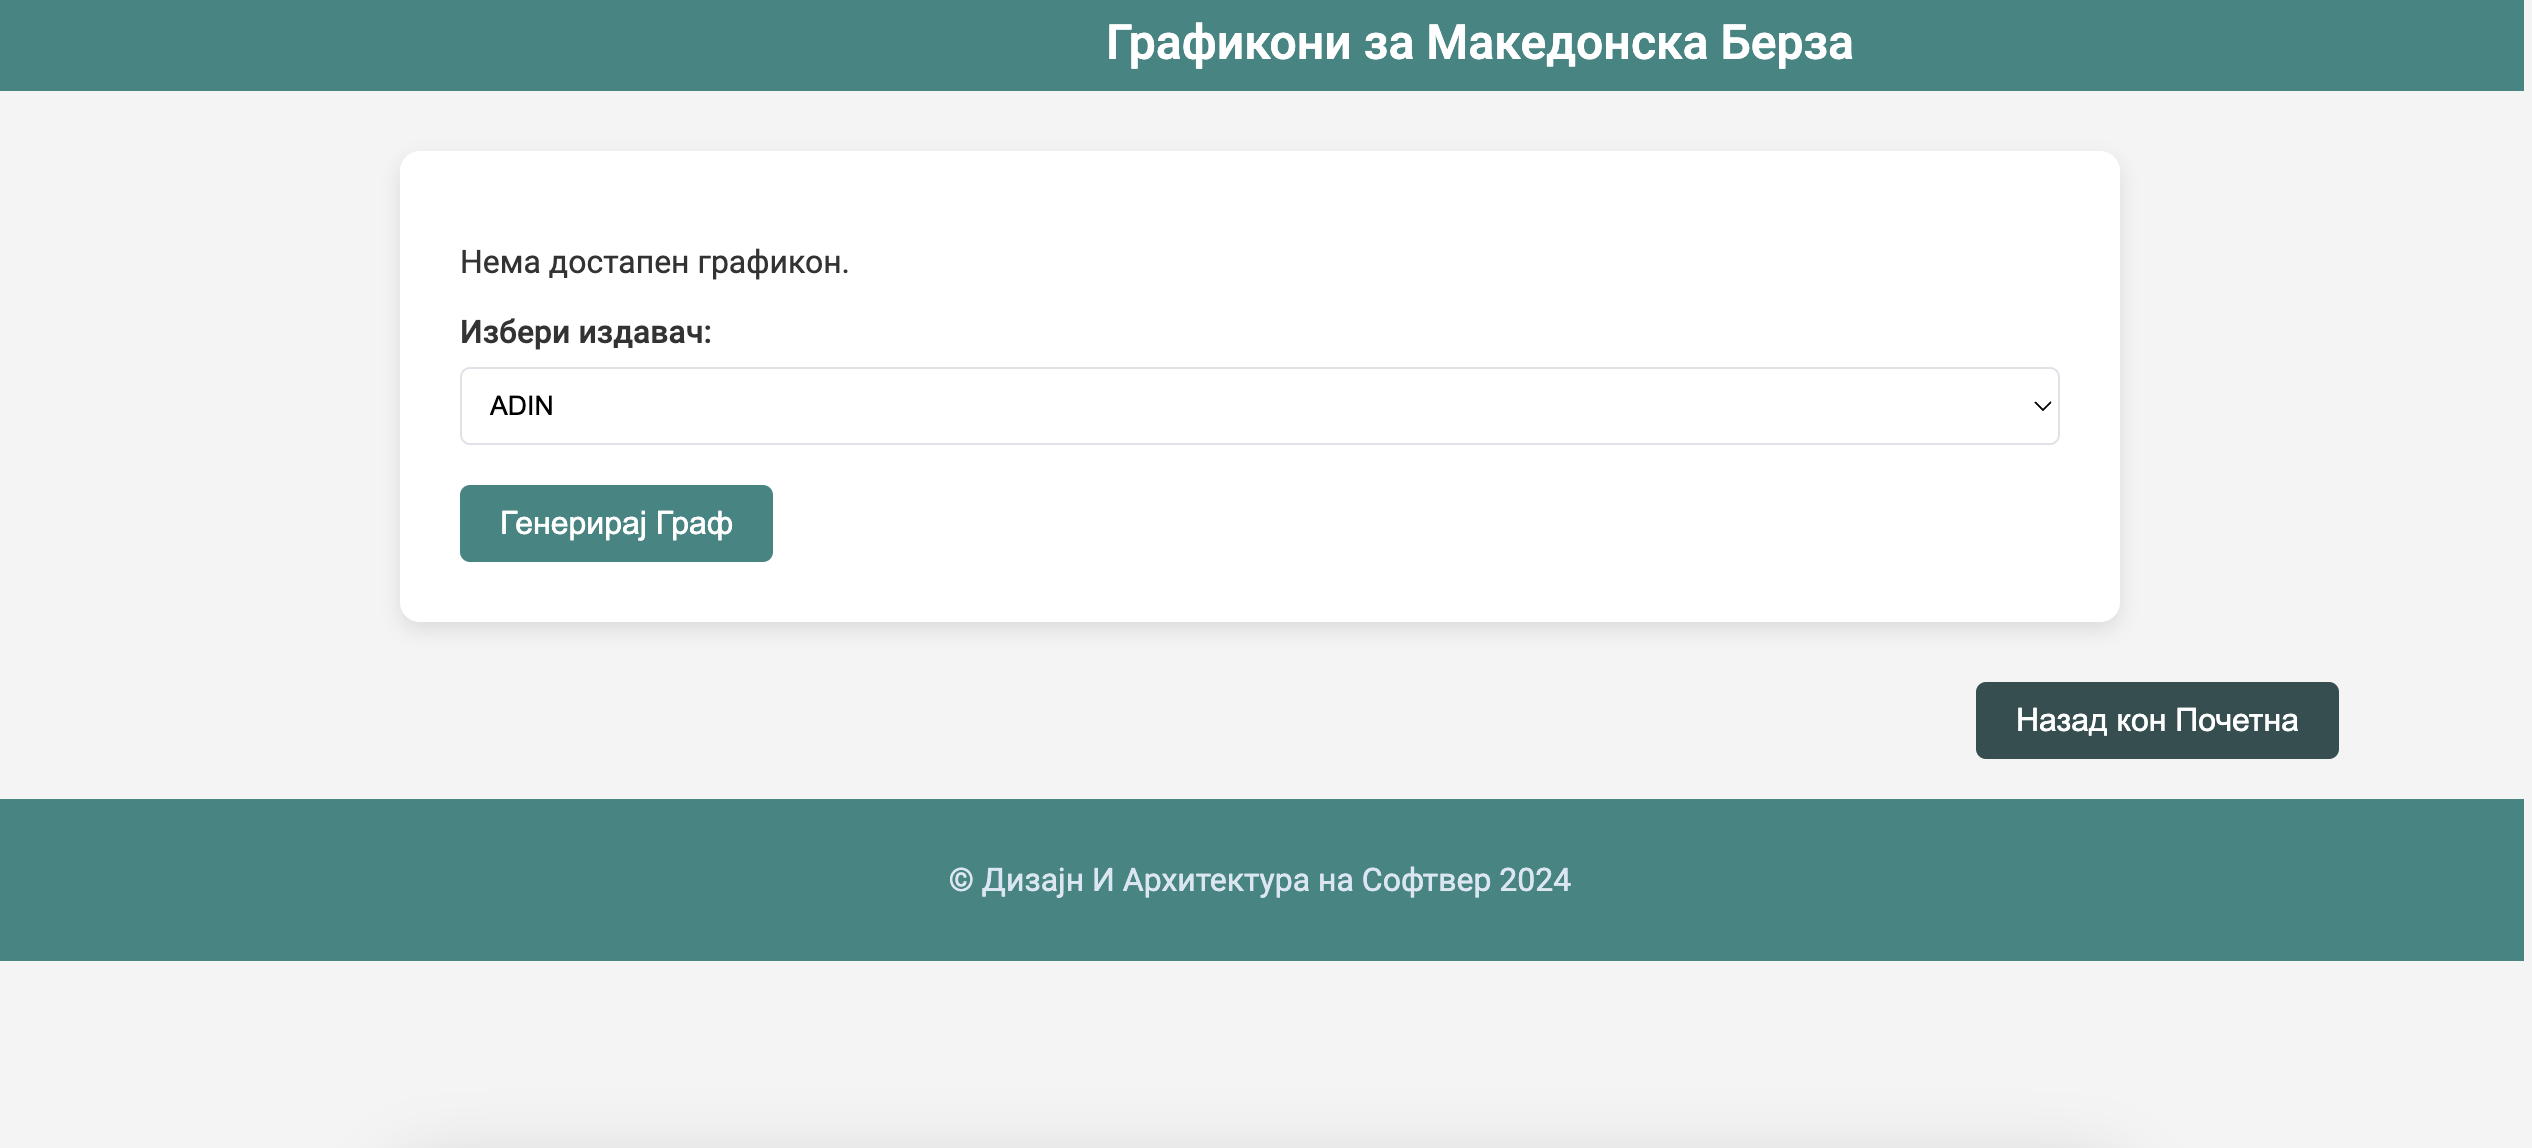 Графикони за Македонска Берза
Нема достапен графикон.
Избери издавач:
ADIN
Генерирај Граф
Назад кон Почетна
© Дизајн И Архитектура на Софтвер 2024